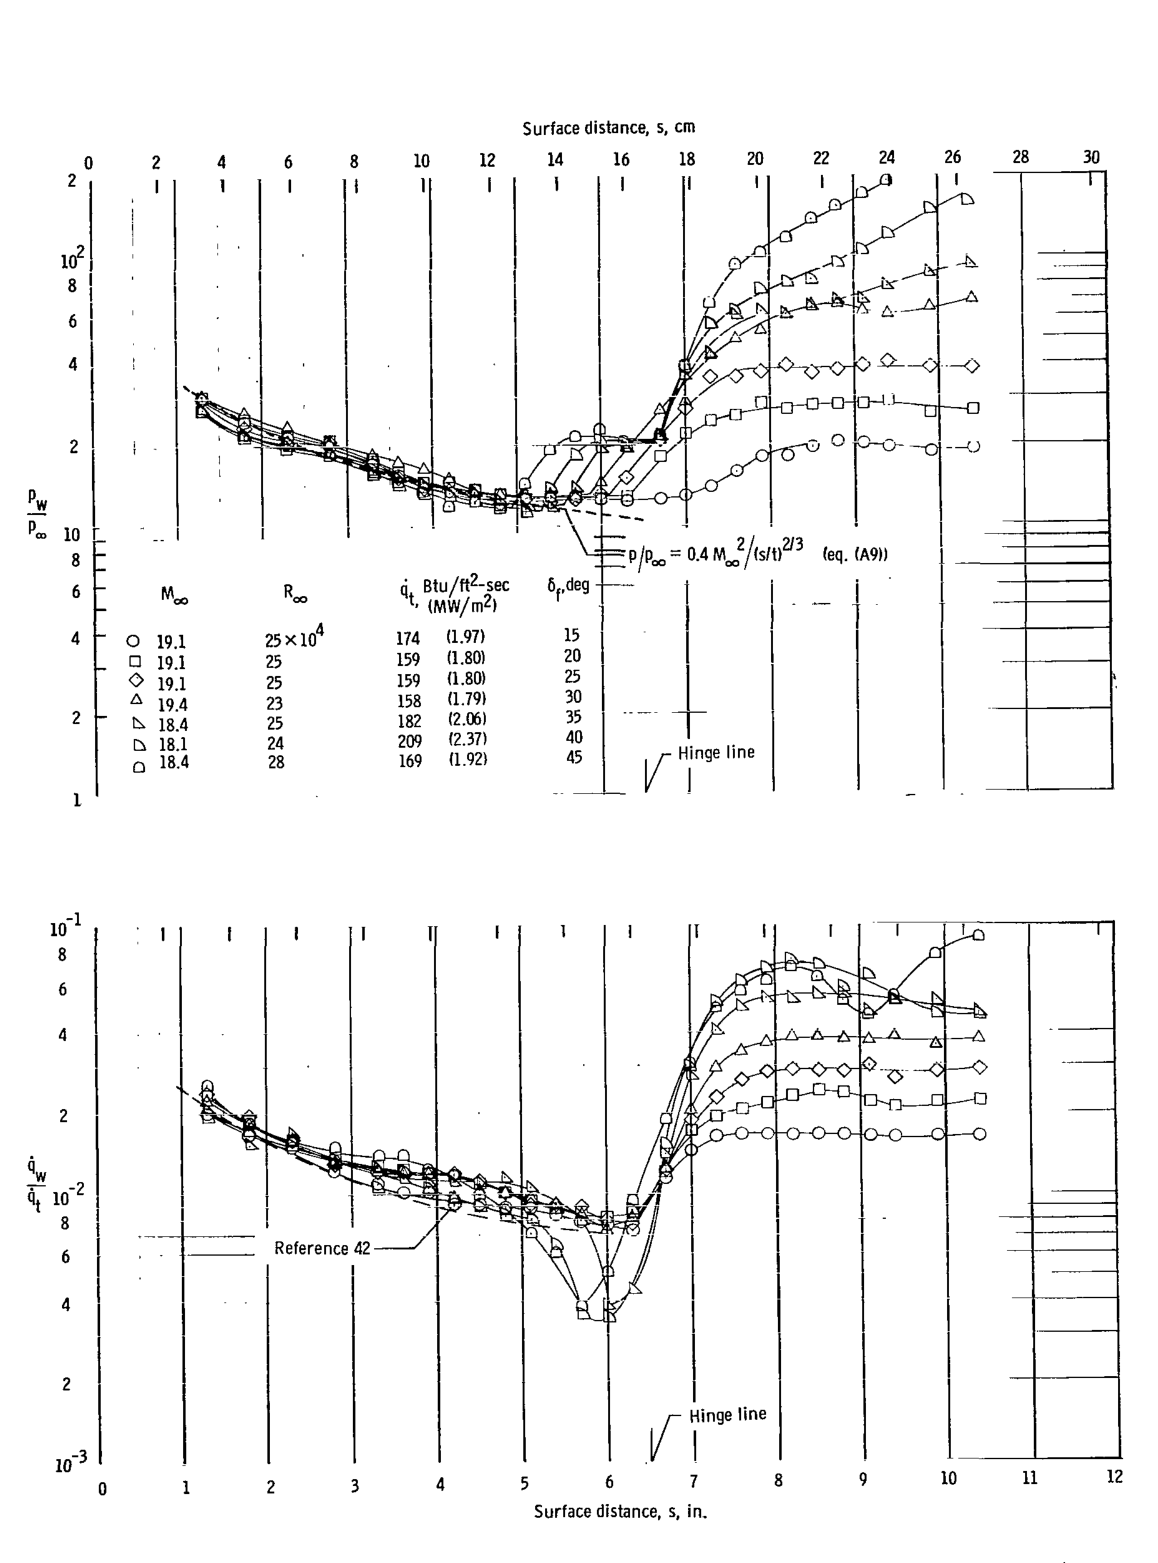 Surface distance, s, cm
0 2 4 6 8 10 12 14 16 18 20 22 24 26 28 30
2
10²
8
6
4
2
p_w/p_∞
10
8
6
4
2
1
p/p_∞ = 0.4 M_∞²/(s/t)^2/3 (eq. (A9))
M_∞ R_∞ q̇_t, Btu/ft²-sec (MW/m²) δ_f, deg
○ 19.1 25 × 10⁴ 174 (1.97) 15
□ 19.1 25 159 (1.80) 20
◇ 19.1 25 159 (1.80) 25
△ 19.4 23 158 (1.79) 30
◺ 18.4 25 182 (2.06) 35
D 18.1 24 209 (2.37) 40
⌓ 18.4 28 169 (1.92) 45
Hinge line
10⁻¹
8
6
4
2
q̇_w/q̇_t
10⁻²
8
6
4
2
10⁻³
Reference 42
Hinge line
0 1 2 3 4 5 6 7 8 9 10 11 12
Surface distance, s, in.